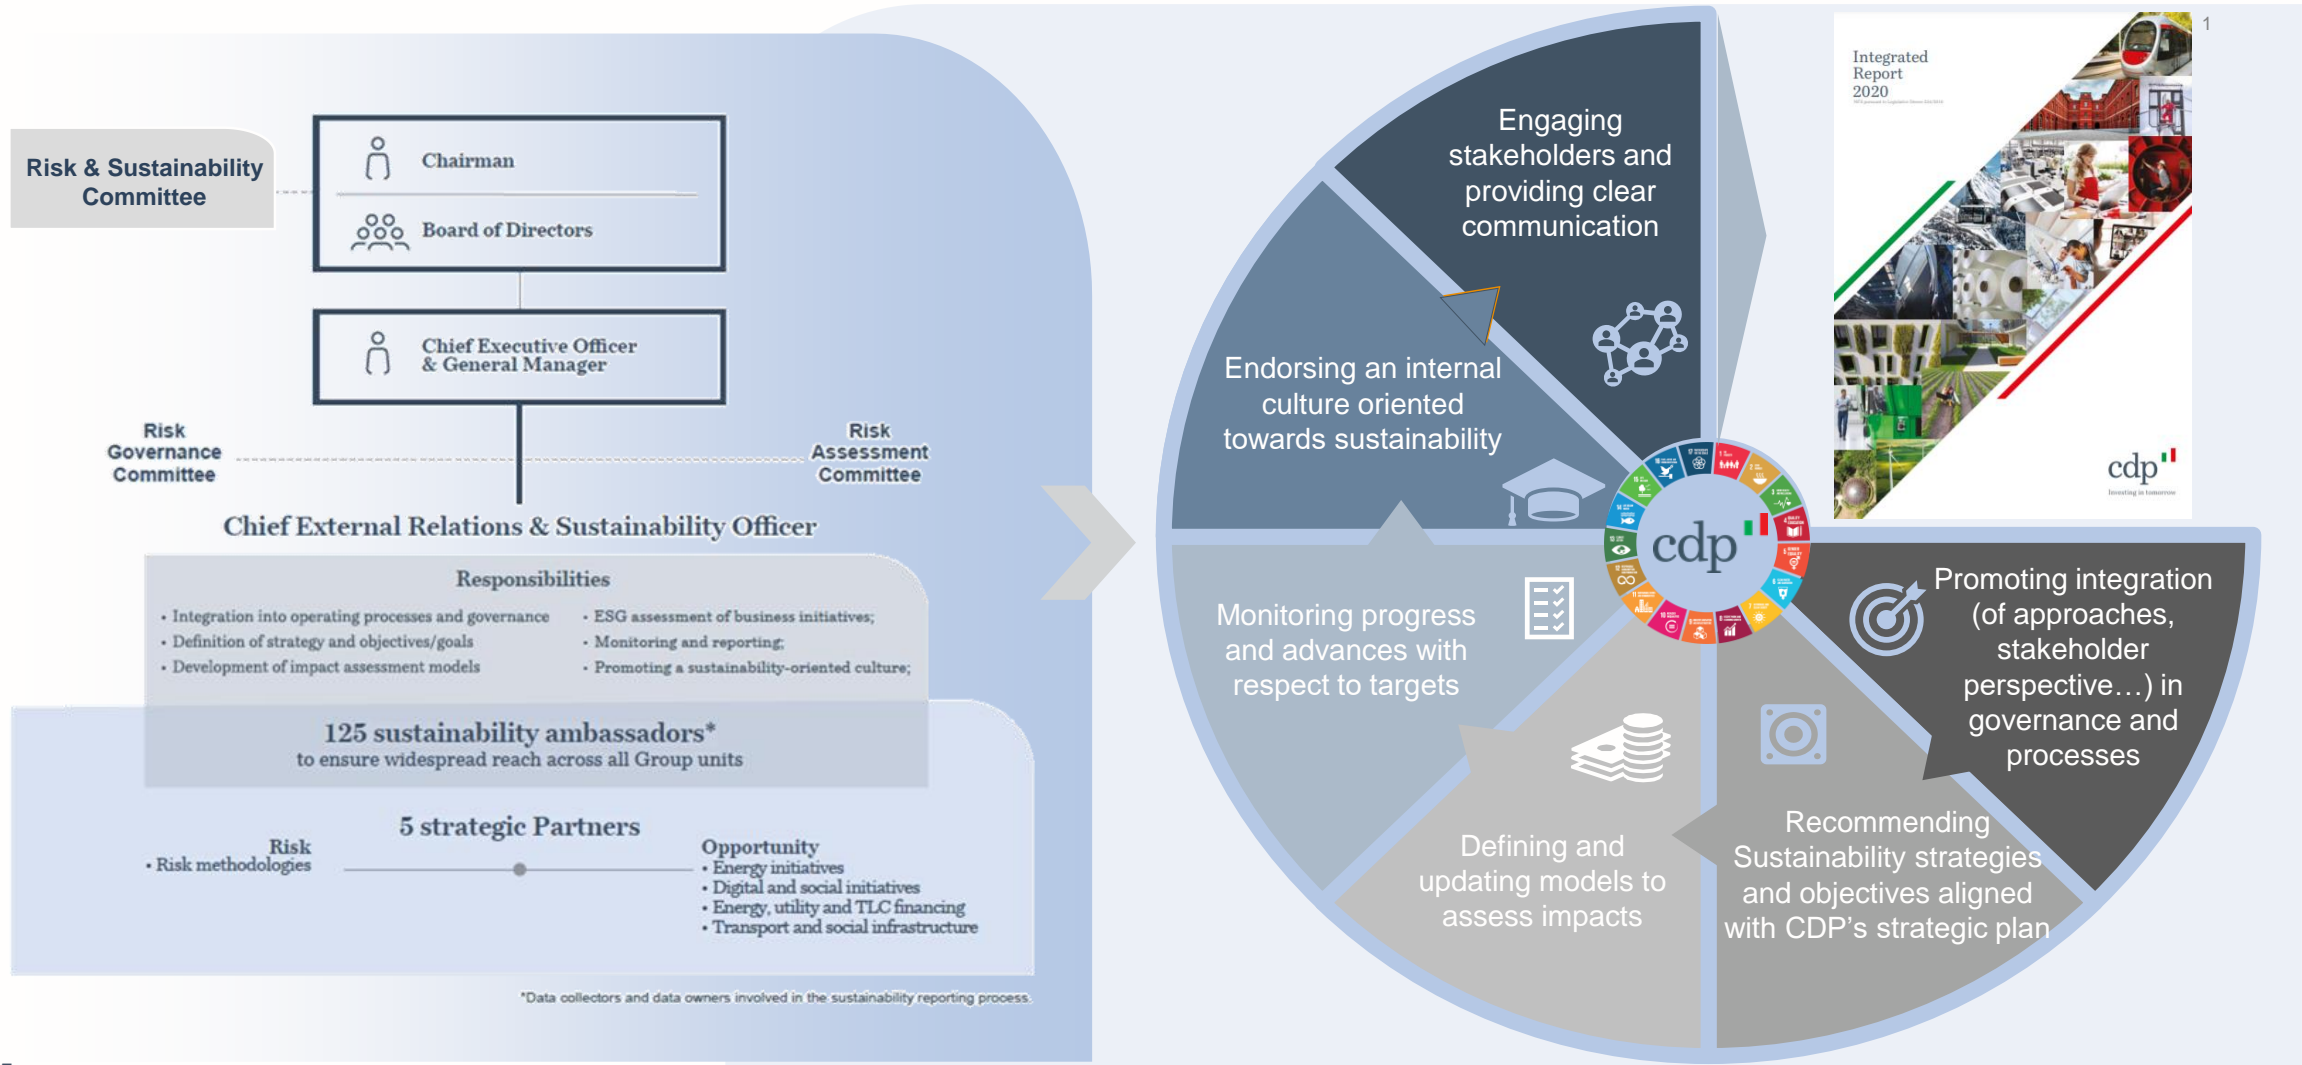 1
Risk & Sustainability
Committee
Chairman
Board of Directors
Chief Executive Officer
& General Manager
Risk
Governance
Committee
Risk
Assessment
Committee
Chief External Relations & Sustainability Officer
Responsibilities
• Integration into operating processes and governance
• Definition of strategy and objectives/goals
• Development of impact assessment models
• ESG assessment of business initiatives;
• Monitoring and reporting;
• Promoting a sustainability-oriented culture;
125 sustainability ambassadors*
to ensure widespread reach across all Group units
5 strategic Partners
Risk
• Risk methodologies
Opportunity
• Energy initiatives
• Digital and social initiatives
• Energy, utility and TLC financing
• Transport and social infrastructure
*Data collectors and data owners involved in the sustainability reporting process.
Engaging
stakeholders and
providing clear
communication
Endorsing an internal
culture oriented
towards sustainability
Monitoring progress
and advances with
respect to targets
Defining and
updating models to
assess impacts
Recommending
Sustainability strategies
and objectives aligned
with CDP's strategic plan
Promoting integration
(of approaches,
stakeholder
perspective…) in
governance and
processes
cdp
Integrated
Report
2020
cdp
Investing in tomorrow